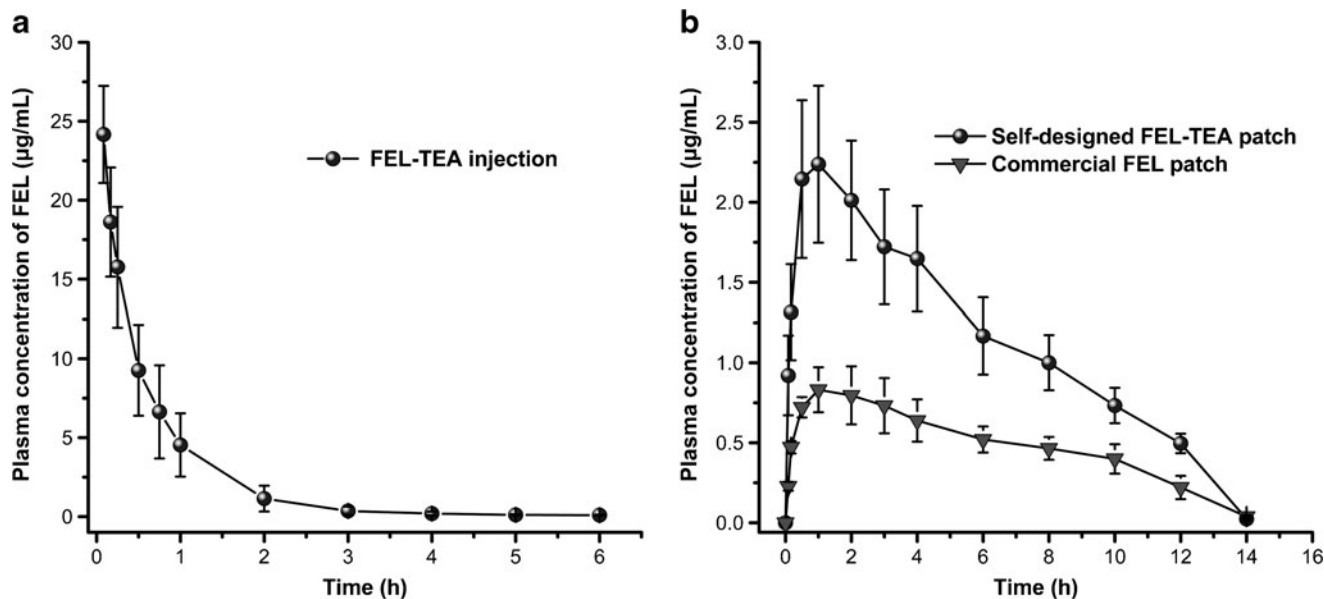 a
30
25
20
15
10
5
0
Plasma concentration of FEL (µg/mL)
FEL-TEA injection
0 1 2 3 4 5 6
Time (h)
b
3.0
2.5
2.0
1.5
1.0
0.5
0.0
Plasma concentration of FEL (µg/mL)
Self-designed FEL-TEA patch
Commercial FEL patch
0 2 4 6 8 10 12 14 16
Time (h)